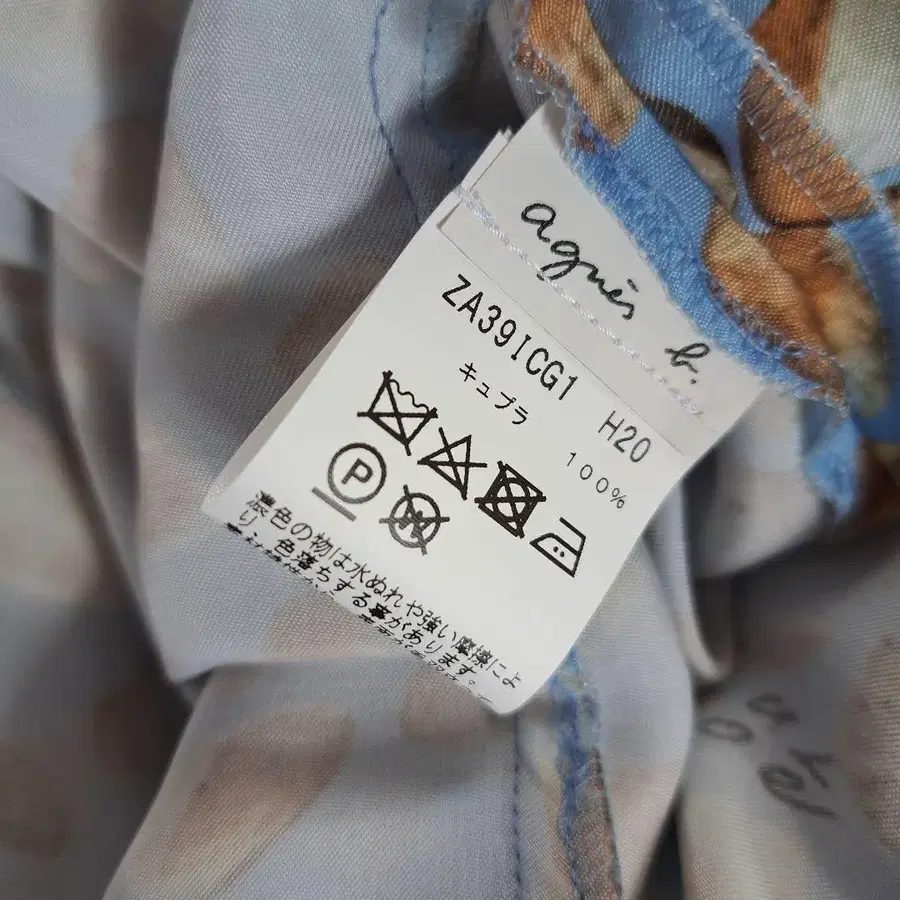 agnès b.
ZA39ICG1 H20
キュプラ 100%
P
W
濃色の物は水ぬれや強い摩擦によ
り、色落ちする事があります。